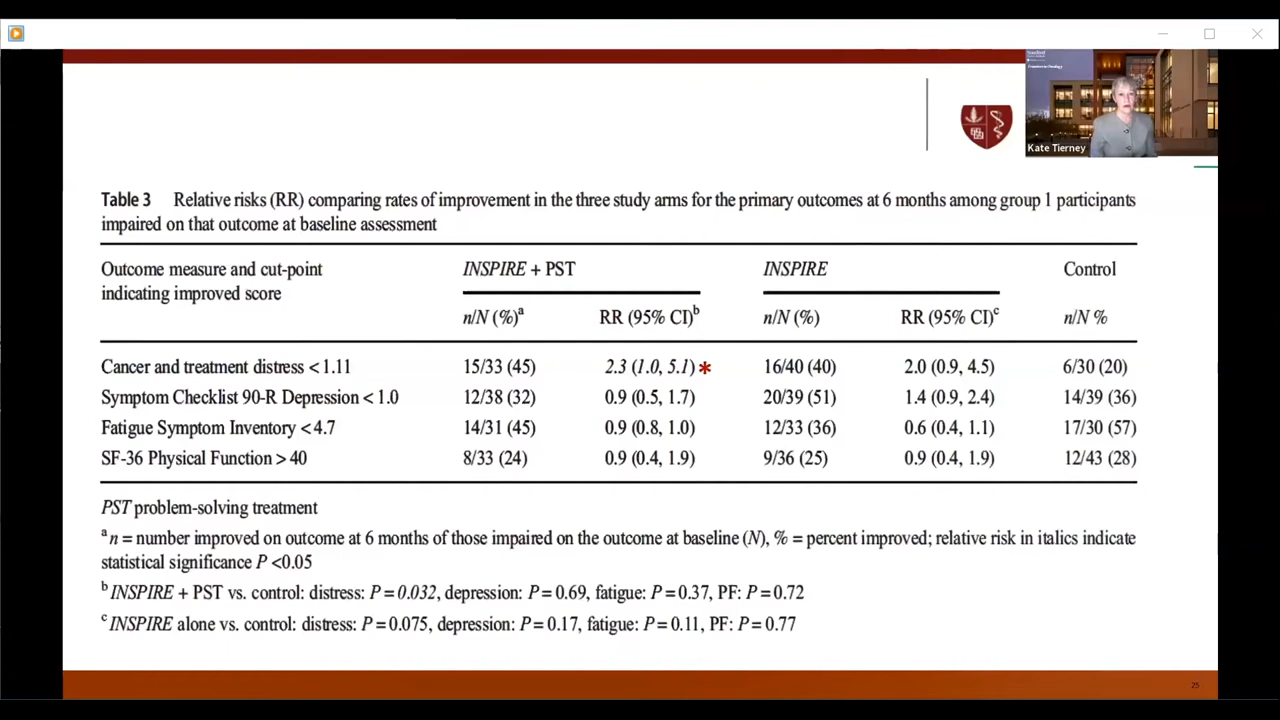 Kate Tierney
Table 3 Relative risks (RR) comparing rates of improvement in the three study arms for the primary outcomes at 6 months among group 1 participants
impaired on that outcome at baseline assessment
Outcome measure and cut-point
indicating improved score
INSPIRE + PST
INSPIRE
Control
n/N (%)a
RR (95% CI)b
n/N (%)
RR (95% CI)c
n/N %
Cancer and treatment distress < 1.11 15/33 (45) 2.3 (1.0, 5.1) * 16/40 (40) 2.0 (0.9, 4.5) 6/30 (20)
Symptom Checklist 90-R Depression < 1.0 12/38 (32) 0.9 (0.5, 1.7) 20/39 (51) 1.4 (0.9, 2.4) 14/39 (36)
Fatigue Symptom Inventory < 4.7 14/31 (45) 0.9 (0.8, 1.0) 12/33 (36) 0.6 (0.4, 1.1) 17/30 (57)
SF-36 Physical Function > 40 8/33 (24) 0.9 (0.4, 1.9) 9/36 (25) 0.9 (0.4, 1.9) 12/43 (28)
PST problem-solving treatment
a n = number improved on outcome at 6 months of those impaired on the outcome at baseline (N), % = percent improved; relative risk in italics indicate
statistical significance P <0.05
b INSPIRE + PST vs. control: distress: P = 0.032, depression: P = 0.69, fatigue: P = 0.37, PF: P = 0.72
c INSPIRE alone vs. control: distress: P = 0.075, depression: P = 0.17, fatigue: P = 0.11, PF: P = 0.77
25